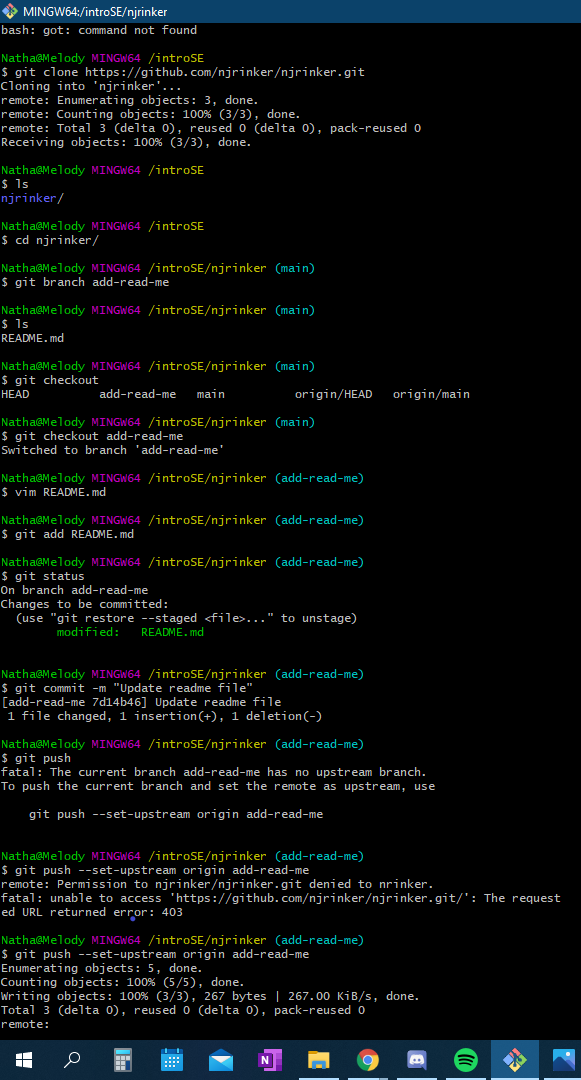 MINGW64:/introSE/njrinker
bash: got: command not found
Natha@Melody MINGW64 /introSE
$ git clone https://github.com/njrinker/njrinker.git
Cloning into 'njrinker'...
remote: Enumerating objects: 3, done.
remote: Counting objects: 100% (3/3), done.
remote: Total 3 (delta 0), reused 0 (delta 0), pack-reused 0
Receiving objects: 100% (3/3), done.
Natha@Melody MINGW64 /introSE
$ ls
njrinker/
Natha@Melody MINGW64 /introSE
$ cd njrinker/
Natha@Melody MINGW64 /introSE/njrinker (main)
$ git branch add-read-me
Natha@Melody MINGW64 /introSE/njrinker (main)
$ ls
README.md
Natha@Melody MINGW64 /introSE/njrinker (main)
$ git checkout
HEAD          add-read-me   main          origin/HEAD   origin/main
Natha@Melody MINGW64 /introSE/njrinker (main)
$ git checkout add-read-me
Switched to branch 'add-read-me'
Natha@Melody MINGW64 /introSE/njrinker (add-read-me)
$ vim README.md
Natha@Melody MINGW64 /introSE/njrinker (add-read-me)
$ git add README.md
Natha@Melody MINGW64 /introSE/njrinker (add-read-me)
$ git status
On branch add-read-me
Changes to be committed:
  (use "git restore --staged <file>..." to unstage)
        modified:   README.md
Natha@Melody MINGW64 /introSE/njrinker (add-read-me)
$ git commit -m "Update readme file"
[add-read-me 7d14b46] Update readme file
 1 file changed, 1 insertion(+), 1 deletion(-)
Natha@Melody MINGW64 /introSE/njrinker (add-read-me)
$ git push
fatal: The current branch add-read-me has no upstream branch.
To push the current branch and set the remote as upstream, use
    git push --set-upstream origin add-read-me
Natha@Melody MINGW64 /introSE/njrinker (add-read-me)
$ git push --set-upstream origin add-read-me
remote: Permission to njrinker/njrinker.git denied to nrinker.
fatal: unable to access 'https://github.com/njrinker/njrinker.git/': The request
ed URL returned error: 403
Natha@Melody MINGW64 /introSE/njrinker (add-read-me)
$ git push --set-upstream origin add-read-me
Enumerating objects: 5, done.
Counting objects: 100% (5/5), done.
Writing objects: 100% (3/3), 267 bytes | 267.00 KiB/s, done.
Total 3 (delta 0), reused 0 (delta 0), pack-reused 0
remote: